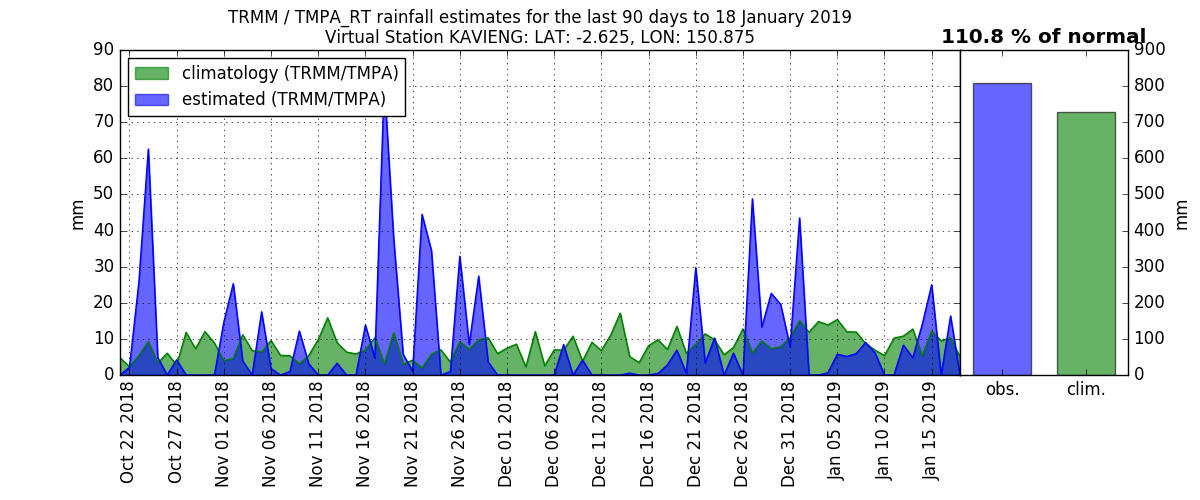 TRMM / TMPA_RT rainfall estimates for the last 90 days to 18 January 2019
Virtual Station KAVIENG: LAT: -2.625, LON: 150.875
110.8 % of normal
climatology (TRMM/TMPA)
estimated (TRMM/TMPA)
mm
90
80
70
60
50
40
30
20
10
0
Oct 22 2018
Oct 27 2018
Nov 01 2018
Nov 06 2018
Nov 11 2018
Nov 16 2018
Nov 21 2018
Nov 26 2018
Dec 01 2018
Dec 06 2018
Dec 11 2018
Dec 16 2018
Dec 21 2018
Dec 26 2018
Dec 31 2018
Jan 05 2019
Jan 10 2019
Jan 15 2019
obs.
clim.
900
800
700
600
500
400
300
200
100
0
mm